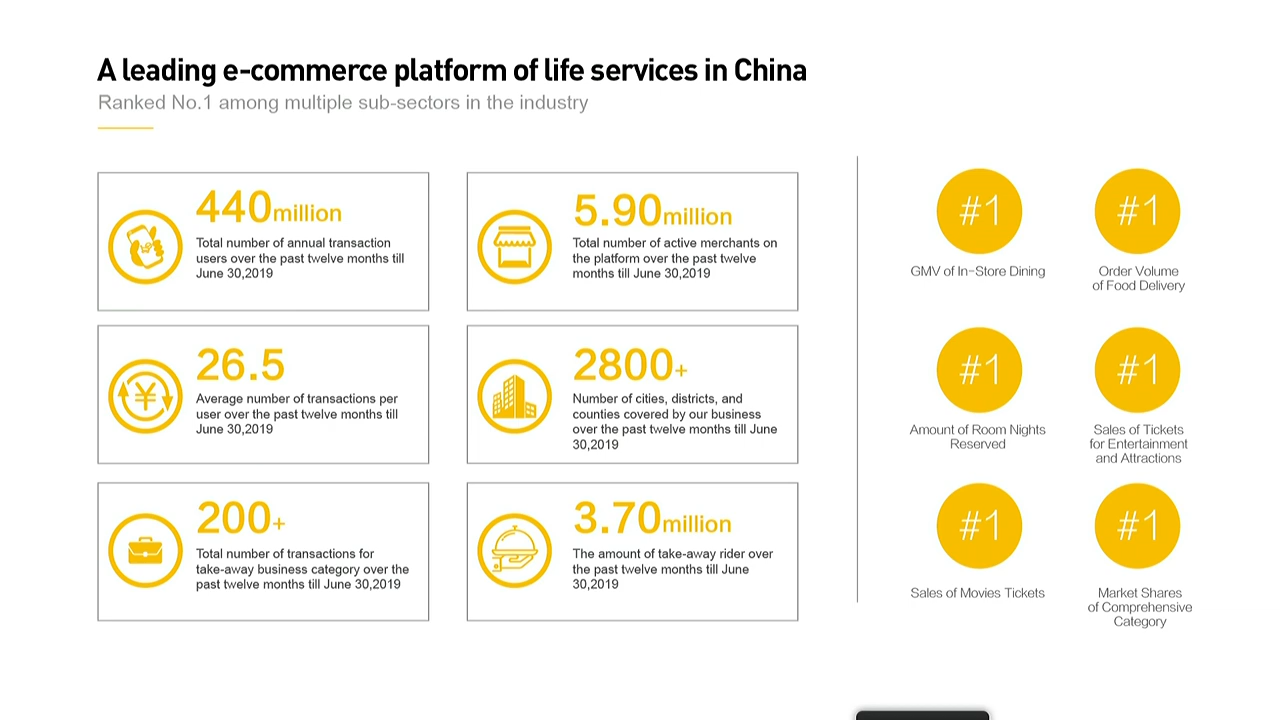 A leading e-commerce platform of life services in China
Ranked No.1 among multiple sub-sectors in the industry
440million
Total number of annual transaction
users over the past twelve months till
June 30,2019
5.90million
Total number of active merchants on
the platform over the past twelve
months till June 30,2019
26.5
Average number of transactions per
user over the past twelve months till
June 30,2019
2800+
Number of cities, districts, and
counties covered by our business
over the past twelve months till June
30,2019
200+
Total number of transactions for
take-away business category over the
past twelve months till June 30,2019
3.70million
The amount of take-away rider over
the past twelve months till June
30,2019
#1
GMV of In-Store Dining
#1
Order Volume
of Food Delivery
#1
Amount of Room Nights
Reserved
#1
Sales of Tickets
for Entertainment
and Attractions
#1
Sales of Movies Tickets
#1
Market Shares
of Comprehensive
Category